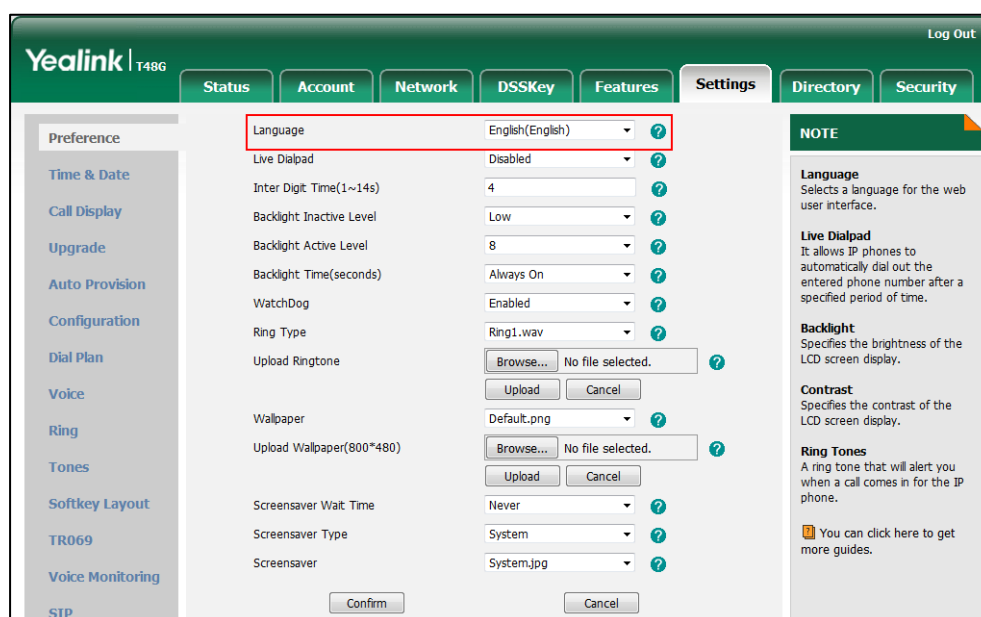 Log Out
Yealink | T48G
Status Account Network DSSKey Features Settings Directory Security
Preference
Time & Date
Call Display
Upgrade
Auto Provision
Configuration
Dial Plan
Voice
Ring
Tones
Softkey Layout
TR069
Voice Monitoring
SIP
Language English(English) ?
Live Dialpad Disabled ?
Inter Digit Time(1~14s) 4 ?
Backlight Inactive Level Low ?
Backlight Active Level 8 ?
Backlight Time(seconds) Always On ?
WatchDog Enabled ?
Ring Type Ring1.wav ?
Upload Ringtone Browse... No file selected. ?
Upload Cancel
Wallpaper Default.png ?
Upload Wallpaper(800*480) Browse... No file selected. ?
Upload Cancel
Screensaver Wait Time Never ?
Screensaver Type System ?
Screensaver System.jpg ?
Confirm Cancel
NOTE
Language
Selects a language for the web
user interface.
Live Dialpad
It allows IP phones to
automatically dial out the
entered phone number after a
specified period of time.
Backlight
Specifies the brightness of the
LCD screen display.
Contrast
Specifies the contrast of the
LCD screen display.
Ring Tones
A ring tone that will alert you
when a call comes in for the IP
phone.
? You can click here to get
more guides.